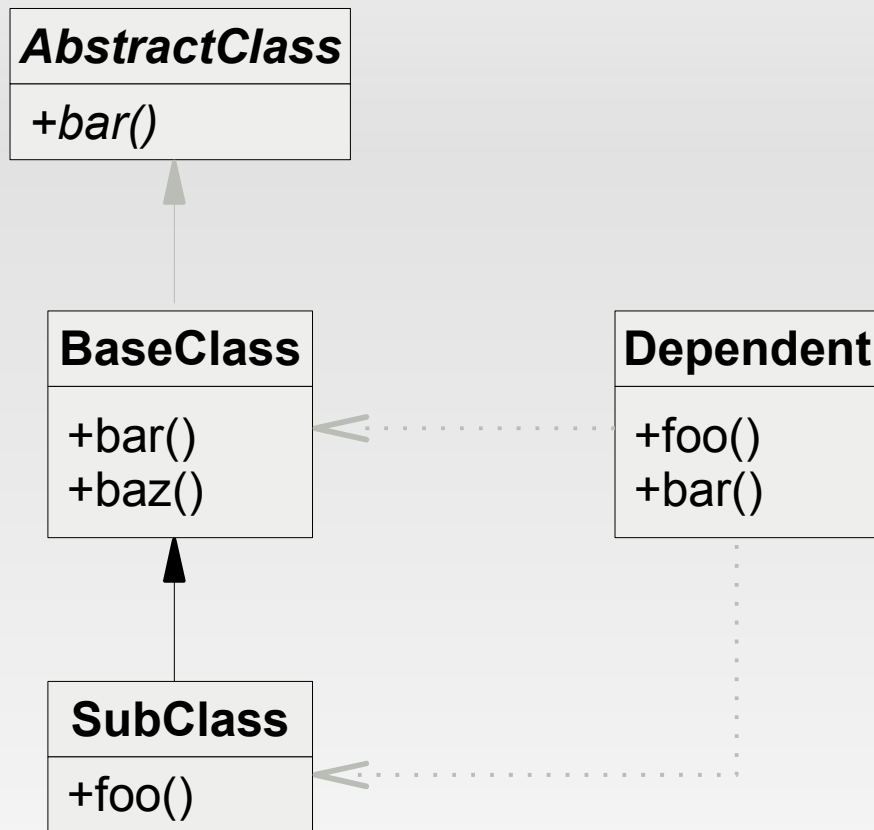 AbstractClass
+bar()
BaseClass
+bar()
+baz()
Dependent
+foo()
+bar()
SubClass
+foo()